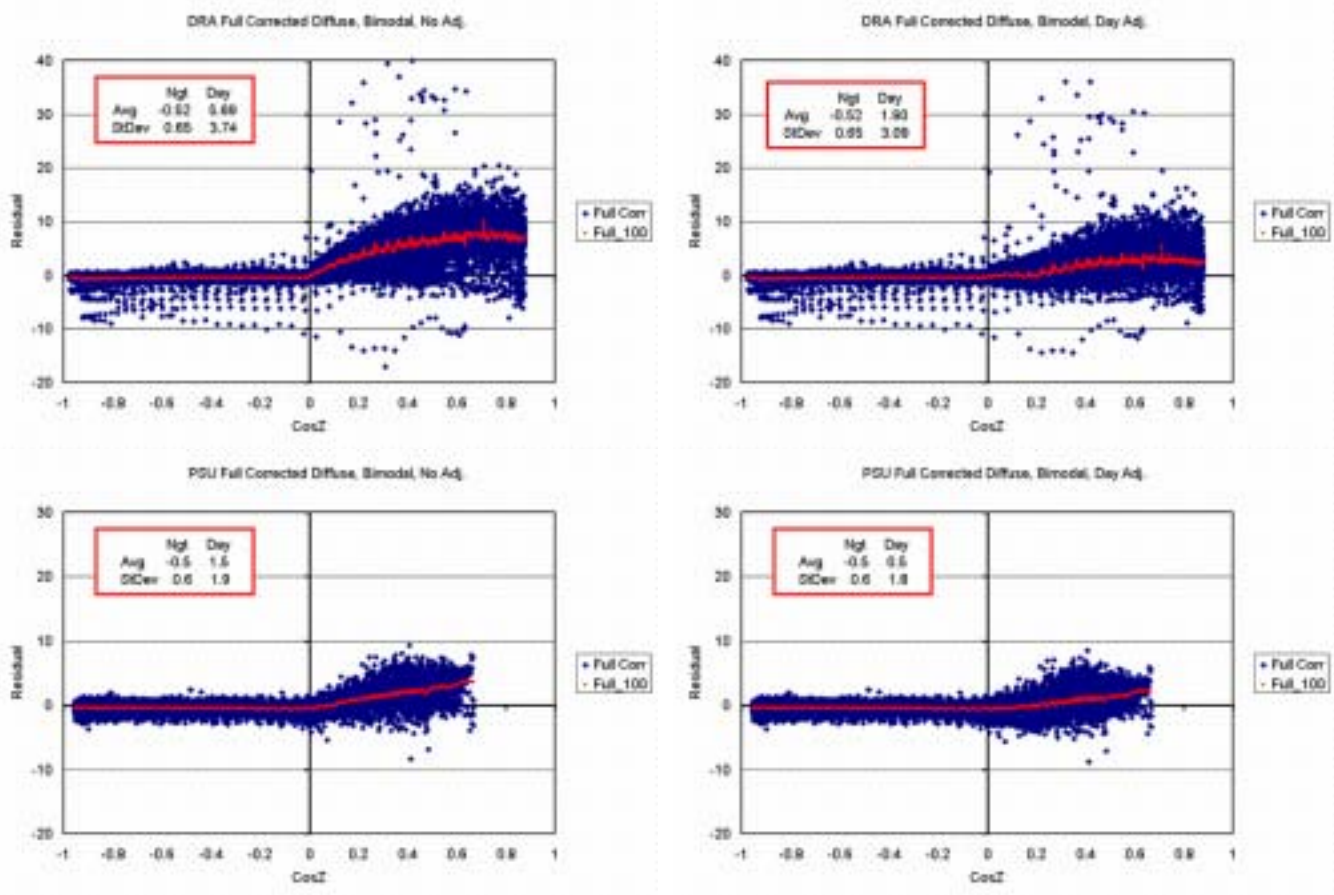 DRA Full Corrected Diffuse, Bimodal, No Adj.
40
30
20
10
0
-10
-20
Residual
Ngt Day
Avg -0.52 5.69
StDev 0.65 3.74
-1 -0.8 -0.6 -0.4 -0.2 0 0.2 0.4 0.6 0.8 1
CosZ
Full Corr
Full_100
DRA Full Corrected Diffuse, Bimodal, Day Adj.
40
30
20
10
0
-10
-20
Residual
Ngt Day
Avg -0.52
StDev 0.65
-1 -0.8 -0.6 -0.4 -0.2 0 0.2 0.4 0.6 0.8 1
CosZ
Full Corr
Full_100
PSU Full Corrected Diffuse, Bimodal, No Adj.
30
20
10
0
-10
-20
Residual
Ngt Day
Avg -0.5 1.5
StDev 0.6 1.9
-1 -0.8 -0.6 -0.4 -0.2 0 0.2 0.4 0.6 0.8 1
CosZ
Full Corr
Full_100
PSU Full Corrected Diffuse, Bimodal, Day Adj.
30
20
10
0
-10
-20
Residual
Ngt Day
Avg -0.5 0.5
StDev 0.6 1.8
-1 -0.8 -0.6 -0.4 -0.2 0 0.2 0.4 0.6 0.8 1
CosZ
Full Corr
Full_100